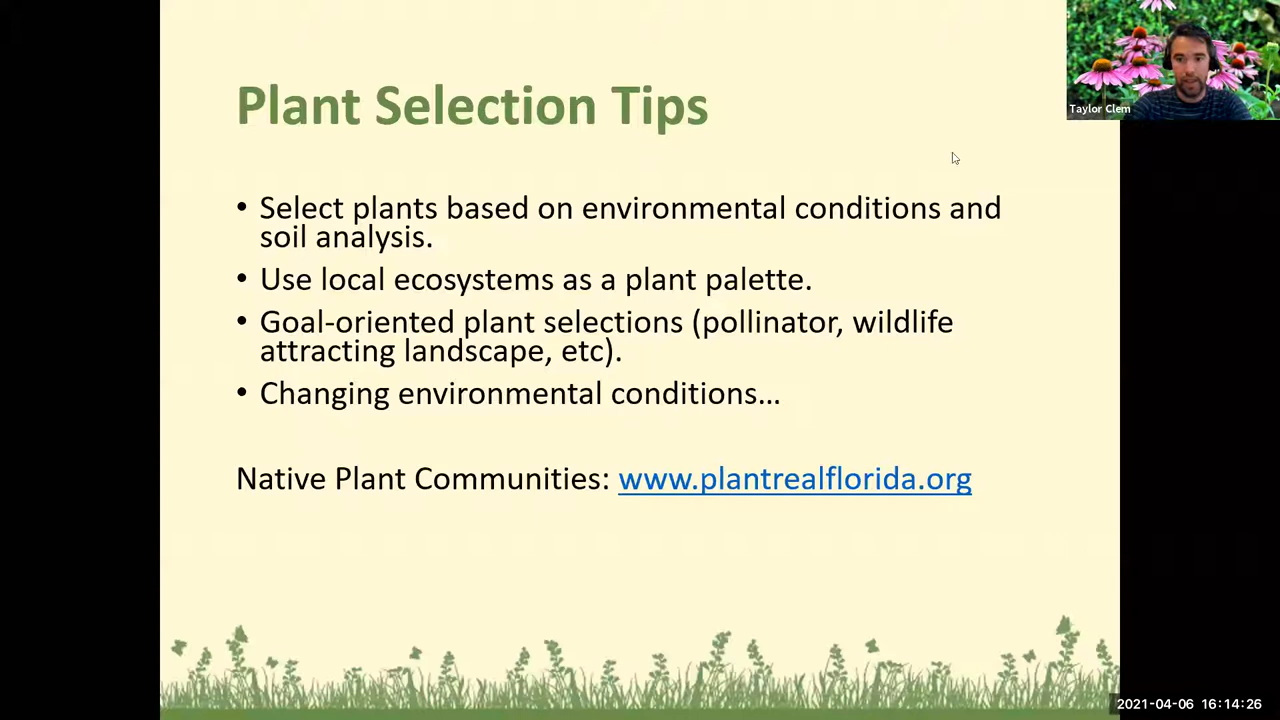 Plant Selection Tips
Taylor Clem
• Select plants based on environmental conditions and
soil analysis.
• Use local ecosystems as a plant palette.
• Goal-oriented plant selections (pollinator, wildlife
attracting landscape, etc).
• Changing environmental conditions…
Native Plant Communities: www.plantrealflorida.org
2021-04-06 16:14:26